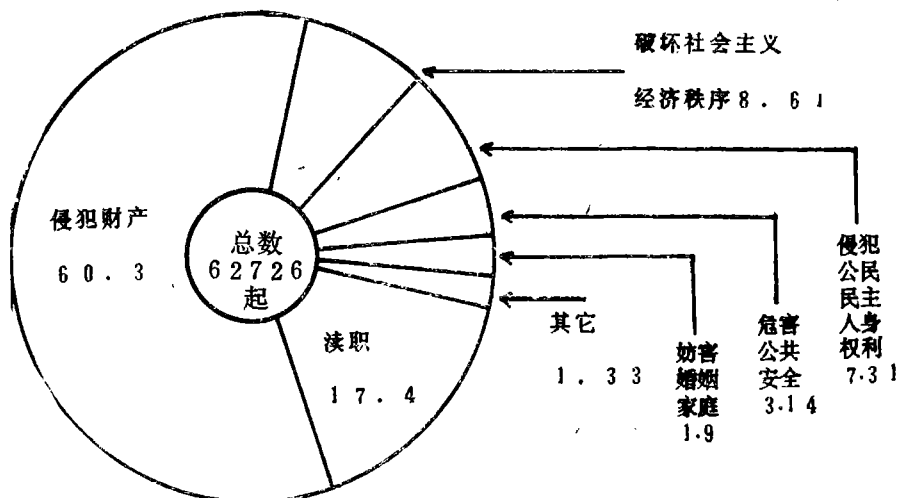 破坏社会主义
经济秩序8.61
侵犯财产
60.3
总数
62726
起
渎职
17.4
其它
1.33
妨害
婚姻
家庭
1.9
危害
公共
安全
3.14
侵犯
公民
民主
人身
权利
7.31